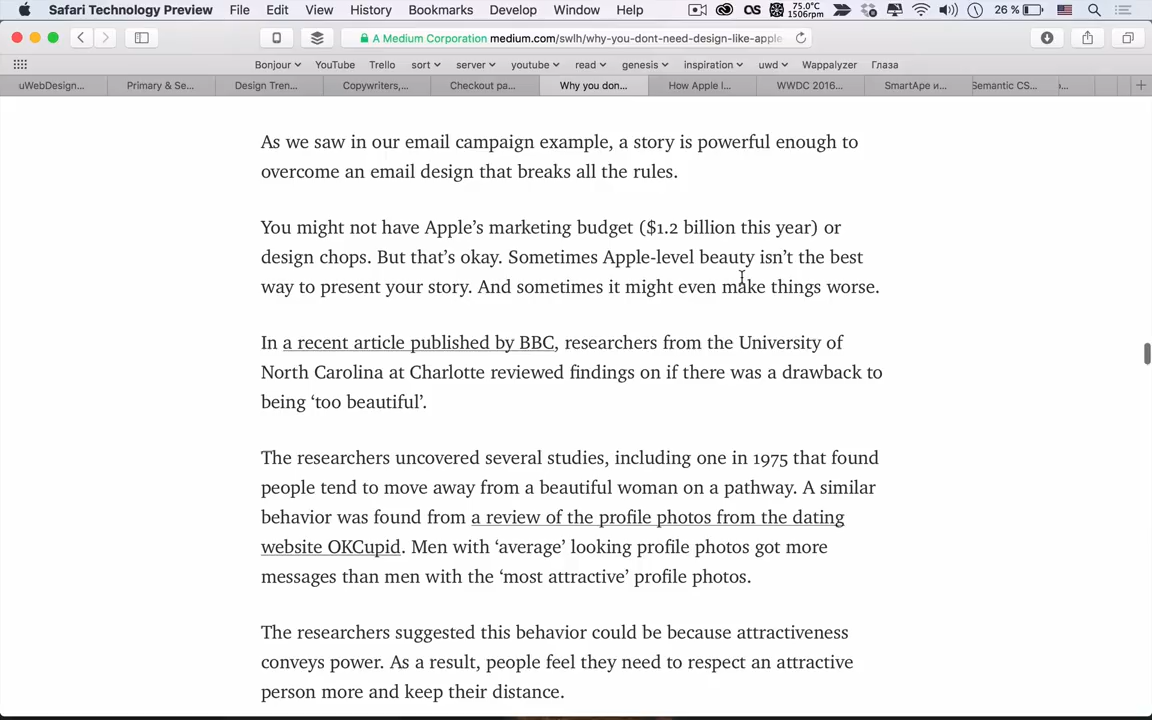 Safari Technology Preview File Edit View History Bookmarks Develop Window Help 75.0°C 1506rpm 26 %
A Medium Corporation medium.com/swlh/why-you-dont-need-design-like-apple-
Bonjour YouTube Trello sort server youtube read genesis inspiration uwd Wappalyzer Глаза
uWebDesign... Primary & Se... Design Tren... Copywriters,... Checkout pa... Why you don... How Apple I... WWDC 2016... SmartApe и... Semantic CS...
As we saw in our email campaign example, a story is powerful enough to
overcome an email design that breaks all the rules.
You might not have Apple’s marketing budget ($1.2 billion this year) or
design chops. But that’s okay. Sometimes Apple-level beauty isn’t the best
way to present your story. And sometimes it might even make things worse.
In a recent article published by BBC, researchers from the University of
North Carolina at Charlotte reviewed findings on if there was a drawback to
being ‘too beautiful’.
The researchers uncovered several studies, including one in 1975 that found
people tend to move away from a beautiful woman on a pathway. A similar
behavior was found from a review of the profile photos from the dating
website OKCupid. Men with ‘average’ looking profile photos got more
messages than men with the ‘most attractive’ profile photos.
The researchers suggested this behavior could be because attractiveness
conveys power. As a result, people feel they need to respect an attractive
person more and keep their distance.